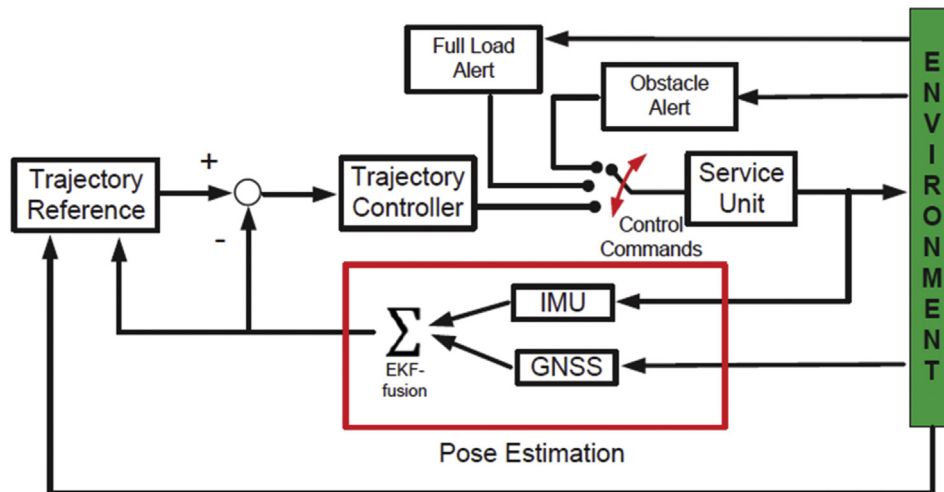 Full Load
Alert
Obstacle
Alert
ENVIRONMENT
+
Trajectory
Reference
-
Trajectory
Controller
Service
Unit
Control
Commands
IMU
Σ
EKF-
fusion
GNSS
Pose Estimation